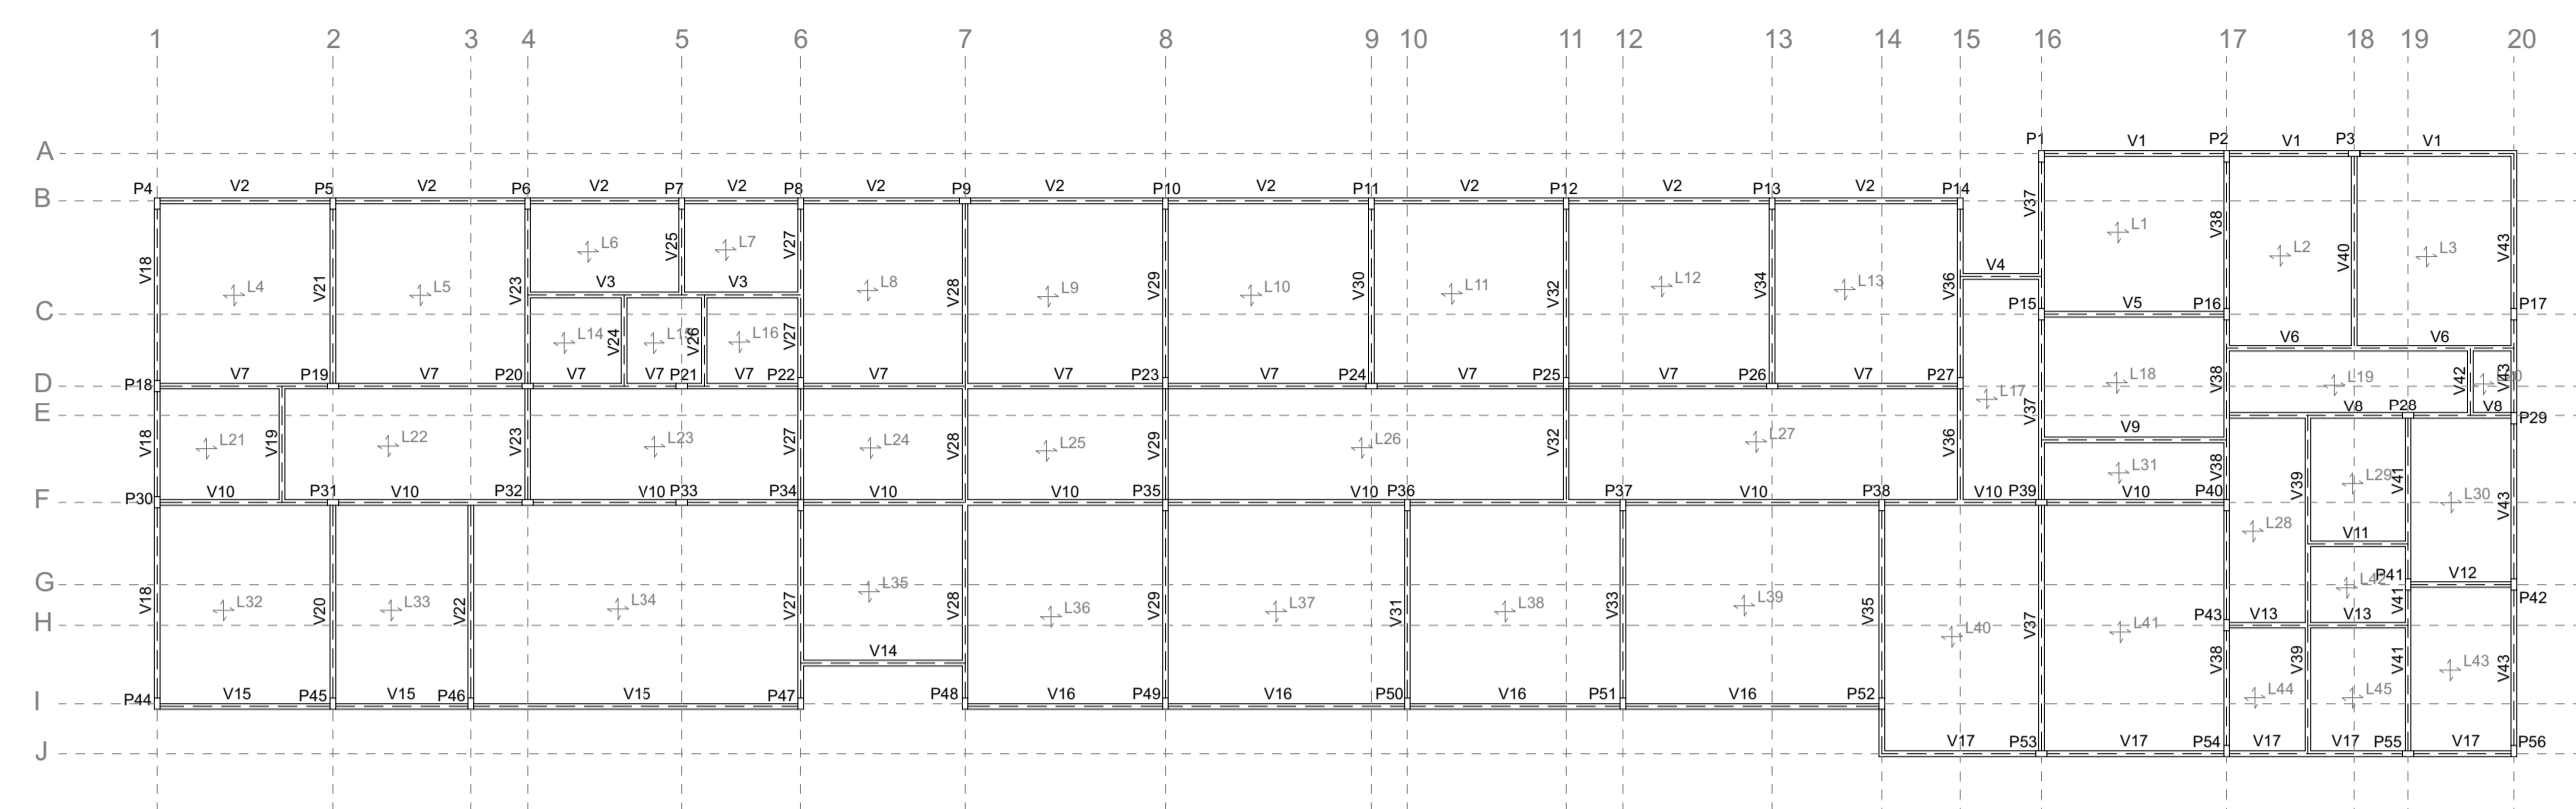 1 2 3 4 5 6 7 8 9 10 11 12 13 14 15 16 17 18 19 20
P1 V1 P2 V1 P3 V1
A
P4 V2 P5 V2 P6 V2 P7 V2 P8 V2 P9 V2 P10 V2 P11 V2 P12 V2 P13 V2 P14
B
V37 V38
L1
V18 L4 V21 L5 V23 L6 V25 L7 V27 L8 V28 L9 V29 L10 V30 L11 V32 L12 V34 L13 V36 L2 V40 L3 V43
V4
V3 V3
P15 V5 P16 P17
C
L14 V24 L15 V26 L16 V27
V6 V6
P18 V7 P19 V7 P20 V7 V7 P21 V7 P22 V7 V7 P23 V7 P24 V7 P25 V7 P26 V7 P27
D
L17 V37 L18 V38 L19 V42 V43
V8 P28 V8 P29
E
V9
V18 L21 V19 L22 V23 L23 V27 L24 V28 L25 V29 L26 V32 L27 V36 L31 V38
V39 L29 V41 L30 V43
P30 V10 P31 V10 P32 V10 P33 P34 V10 V10 P35 V10 P36 P37 V10 P38 V10 P39 V10 P40
F
L28
V11
P41 V12
G
L42
P42
V18 L32 V20 L33 V22 L34 V27 L35 V28 L36 V29 L37 V31 L38 V33 L39 V35 L40 V37 L41 V41
P43 V13 V13
H
V14
V38 V39 V41 L43 V43
L44 L45
P44 V15 P45 V15 P46 V15 P47 P48 V16 P49 V16 P50 V16 P51 V16 P52
I
V17 P53 V17 P54 V17 V17 P55 V17 P56
J